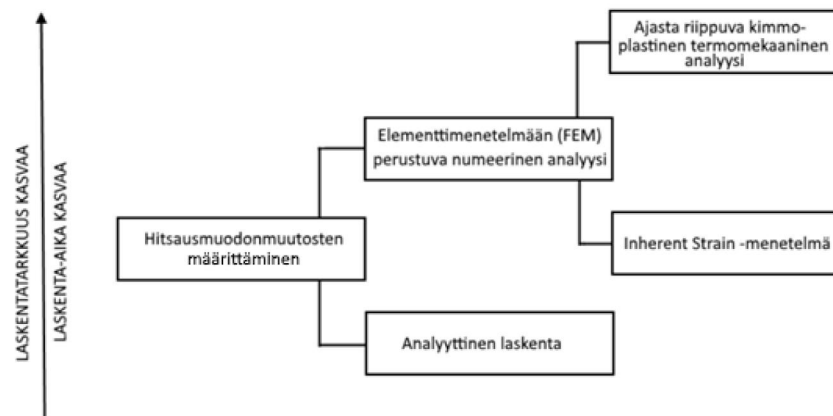 LASKENTATARKKUUS KASVAA
LASKENTA-AIKA KASVAA
Hitsausmuodonmuutosten
määrittäminen
Elementtimenetelmään (FEM)
perustuva numeerinen analyysi
Analyyttinen laskenta
Ajasta riippuva kimmo-
plastinen termomekaaninen
analyysi
Inherent Strain -menetelmä